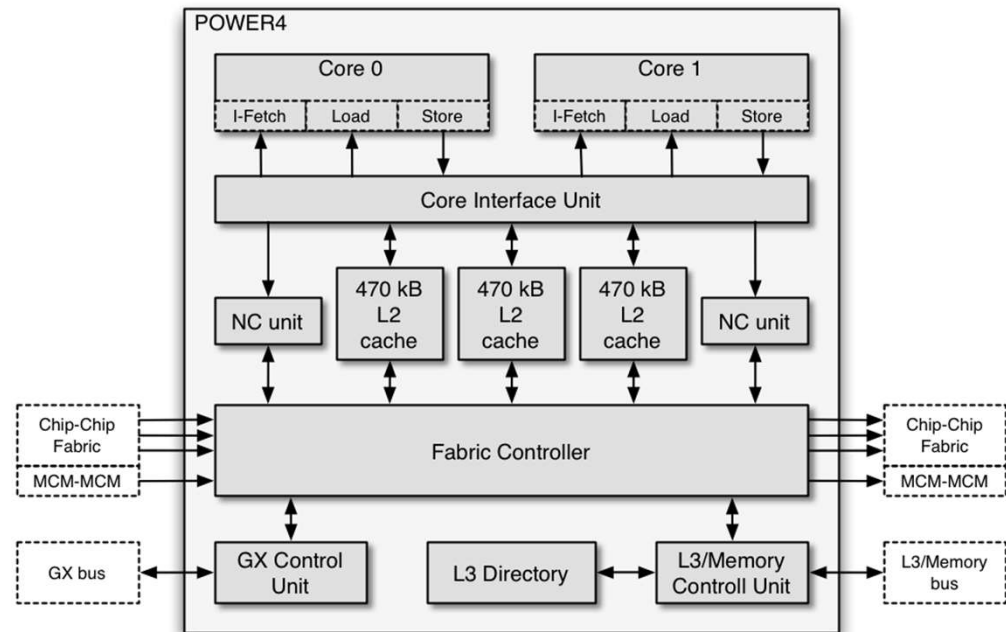 POWER4
Core 0
Core 1
I-Fetch
Load
Store
I-Fetch
Load
Store
Core Interface Unit
NC unit
470 kB
L2
cache
470 kB
L2
cache
470 kB
L2
cache
NC unit
Chip-Chip
Fabric
MCM-MCM
Fabric Controller
Chip-Chip
Fabric
MCM-MCM
GX bus
GX Control
Unit
L3 Directory
L3/Memory
Controll Unit
L3/Memory
bus